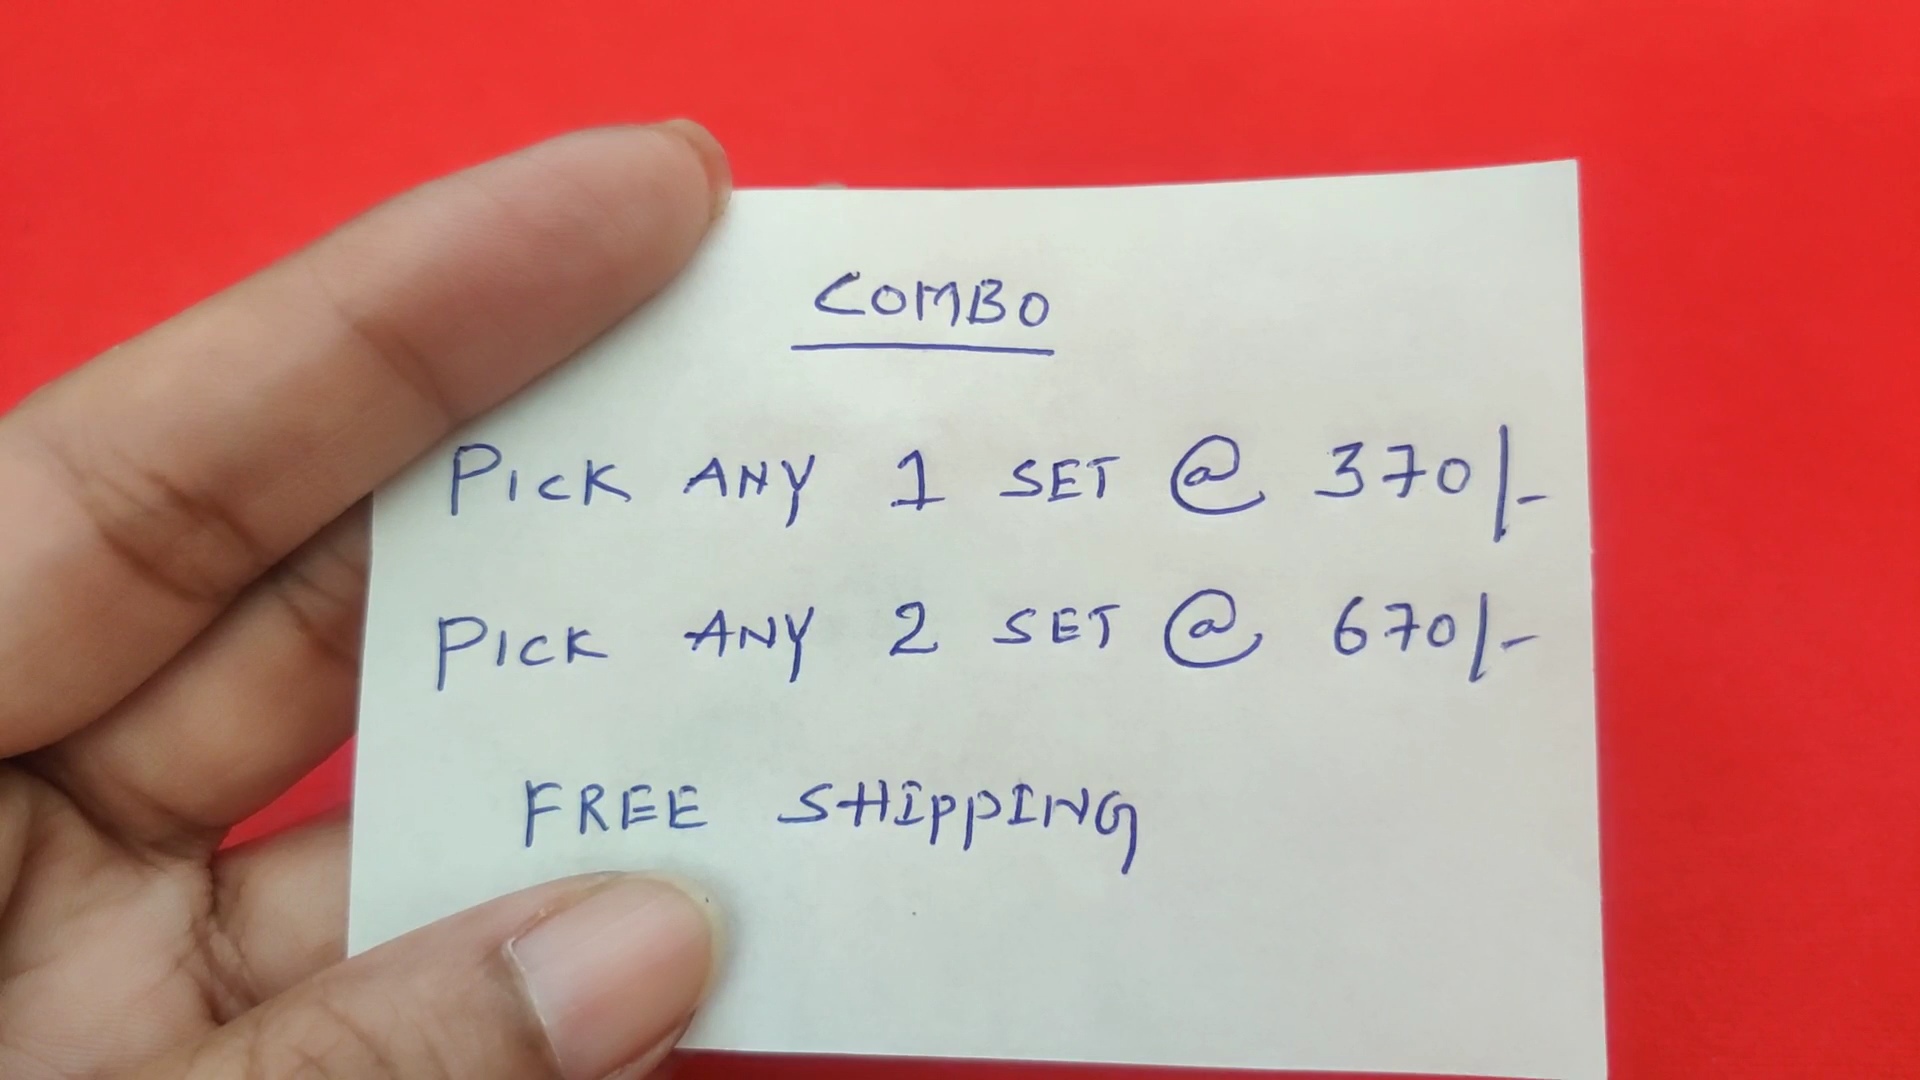 COMBO
PICK ANY 1 SET @ 370/-
PICK ANY 2 SET @ 670/-
FREE SHIPPING